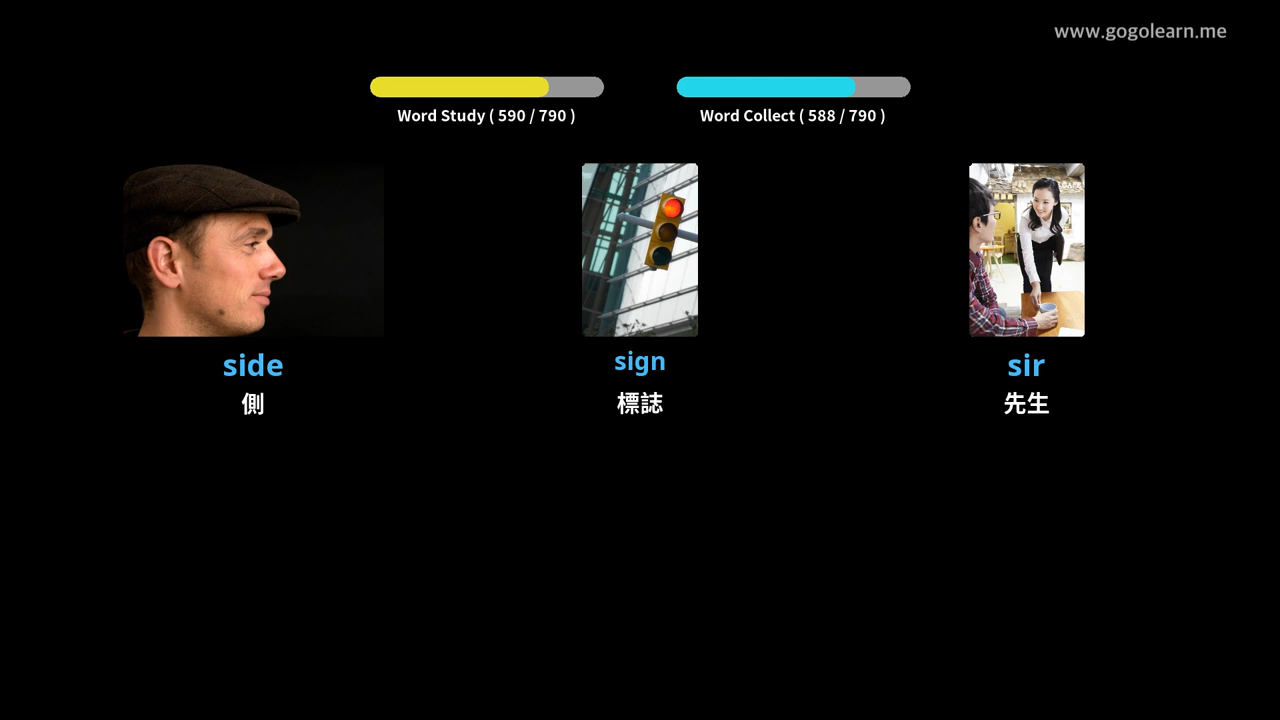 www.gogolearn.me
Word Study ( 590 / 790 )
Word Collect ( 588 / 790 )
side
sign
sir
側
標誌
先生